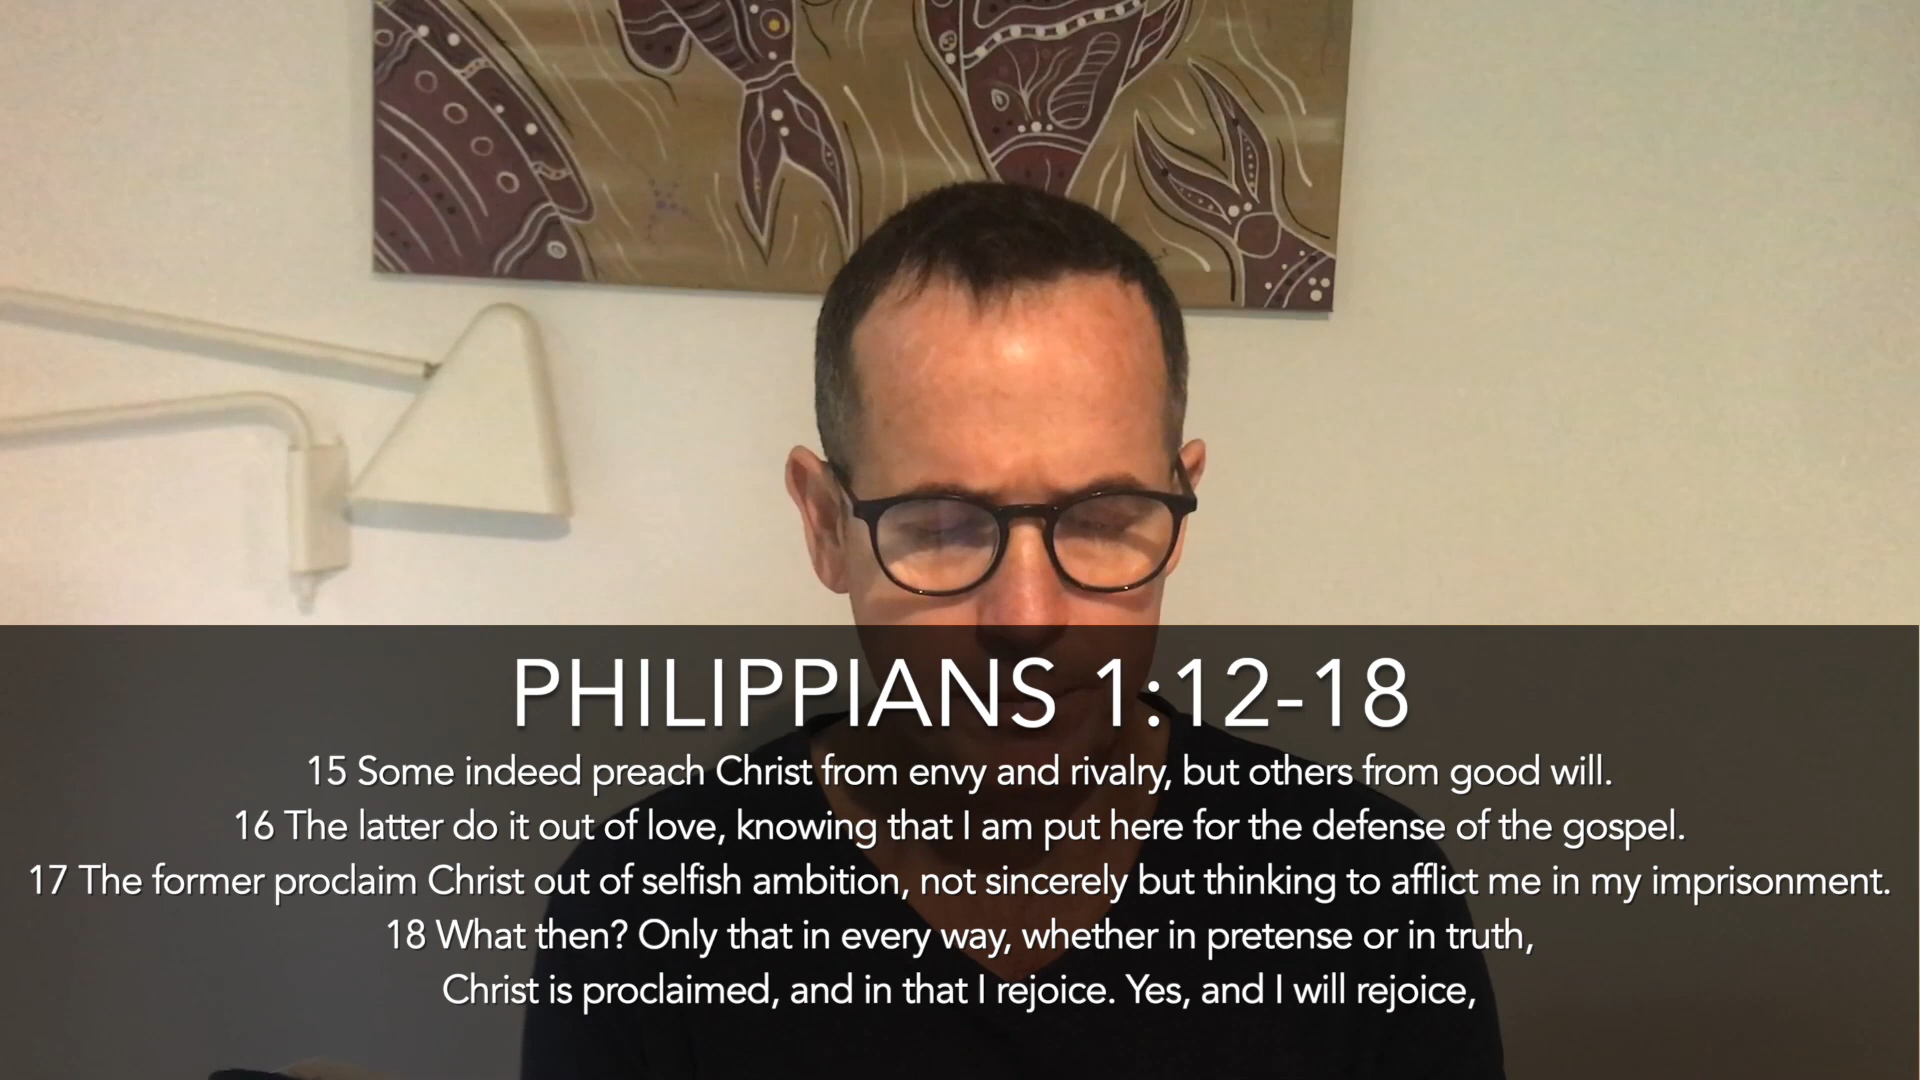 PHILIPPIANS 1:12-18
15 Some indeed preach Christ from envy and rivalry, but others from good will.
16 The latter do it out of love, knowing that I am put here for the defense of the gospel.
17 The former proclaim Christ out of selfish ambition, not sincerely but thinking to afflict me in my imprisonment.
18 What then? Only that in every way, whether in pretense or in truth,
Christ is proclaimed, and in that I rejoice. Yes, and I will rejoice,